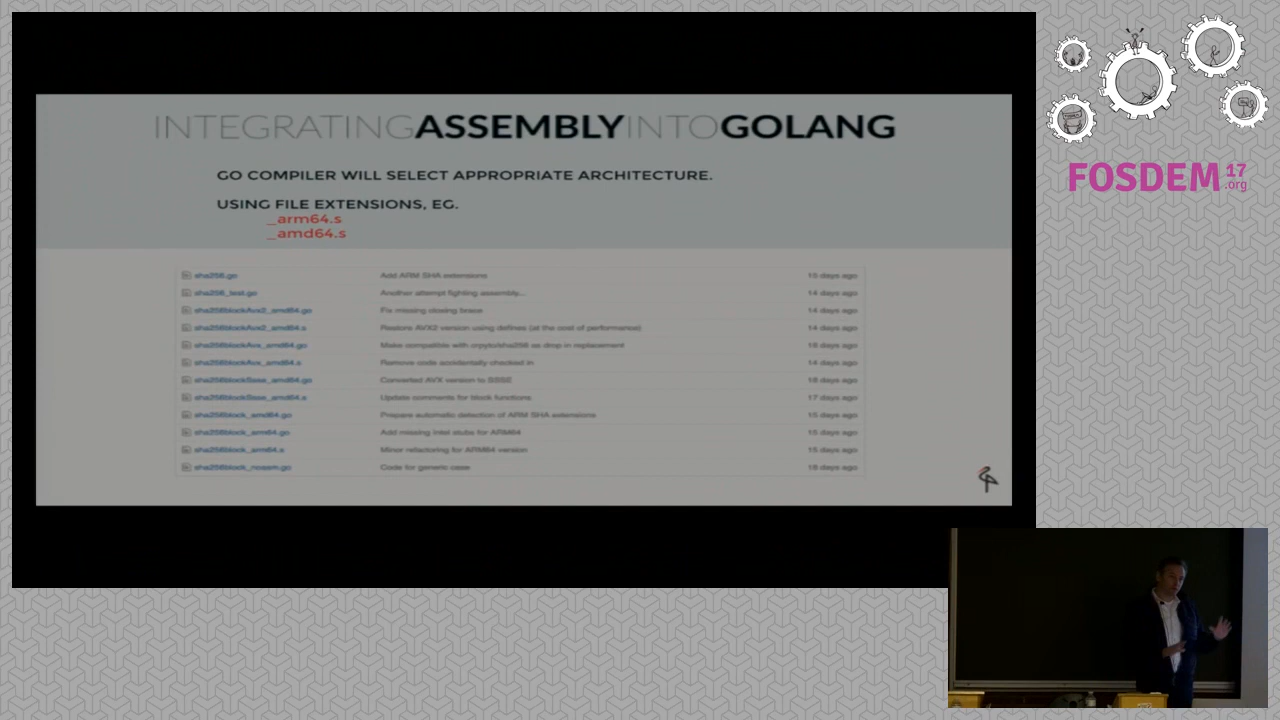 INTEGRATINGASSEMBLYINTOGOLANG
GO COMPILER WILL SELECT APPROPRIATE ARCHITECTURE.
USING FILE EXTENSIONS, EG.
_arm64.s
_amd64.s
sha256.go Add ARM SHA extensions 15 days ago
sha256_test.go Another attempt fighting assembly... 14 days ago
sha256blockAvx2_amd64.go Fix missing closing brace 14 days ago
sha256blockAvx2_amd64.s Restore AVX2 version using defines (at the cost of performance) 14 days ago
sha256blockAvx_amd64.go Make compatible with crpyto/sha256 as drop in replacement 18 days ago
sha256blockAvx_amd64.s Remove code accidentally checked in 14 days ago
sha256blockSsse_amd64.go Converted AVX version to SSSE 18 days ago
sha256blockSsse_amd64.s Update comments for block functions 17 days ago
sha256block_amd64.go Prepare automatic detection of ARM SHA extensions 15 days ago
sha256block_arm64.go Add missing Intel stubs for ARM64 15 days ago
sha256block_arm64.s Minor refactoring for ARM64 version 15 days ago
sha256block_noasm.go Code for generic case 18 days ago
FOSDEM 17
.org